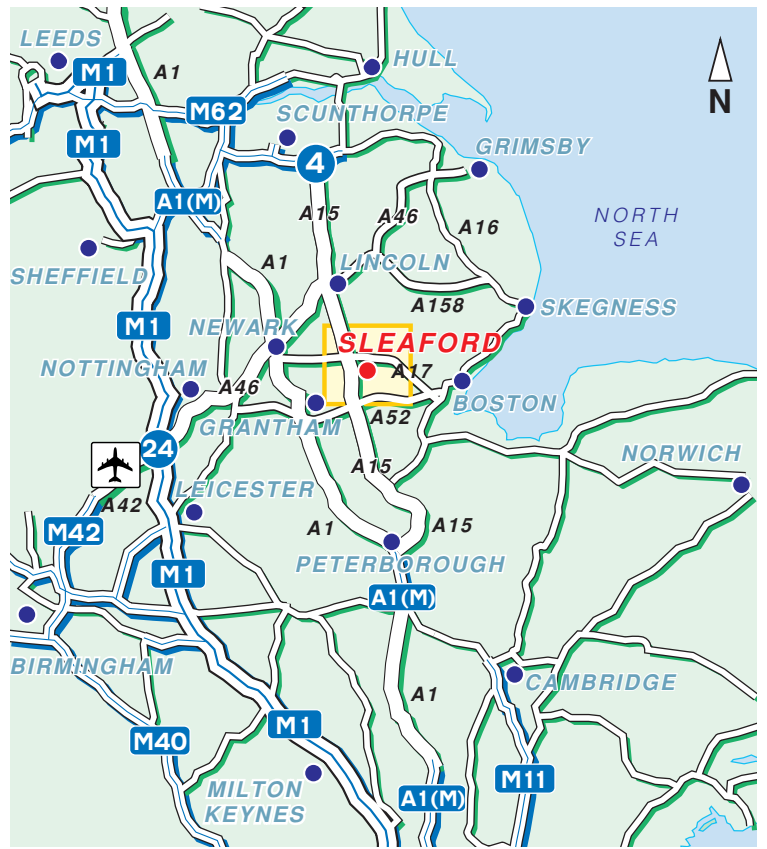 LEEDS
A1
HULL
M1
M62
SCUNTHORPE
N
M1
4
GRIMSBY
A1(M)
A15
A46
A16
NORTH
SEA
SHEFFIELD
A1
LINCOLN
A158
SKEGNESS
M1
NEWARK
SLEAFORD
NOTTINGHAM
A46
A17
BOSTON
GRANTHAM
A52
24
NORWICH
A15
LEICESTER
A42
M42
A1
A15
PETERBOROUGH
M1
A1(M)
BIRMINGHAM
CAMBRIDGE
A1
M40
M1
M11
MILTON
KEYNES
A1(M)